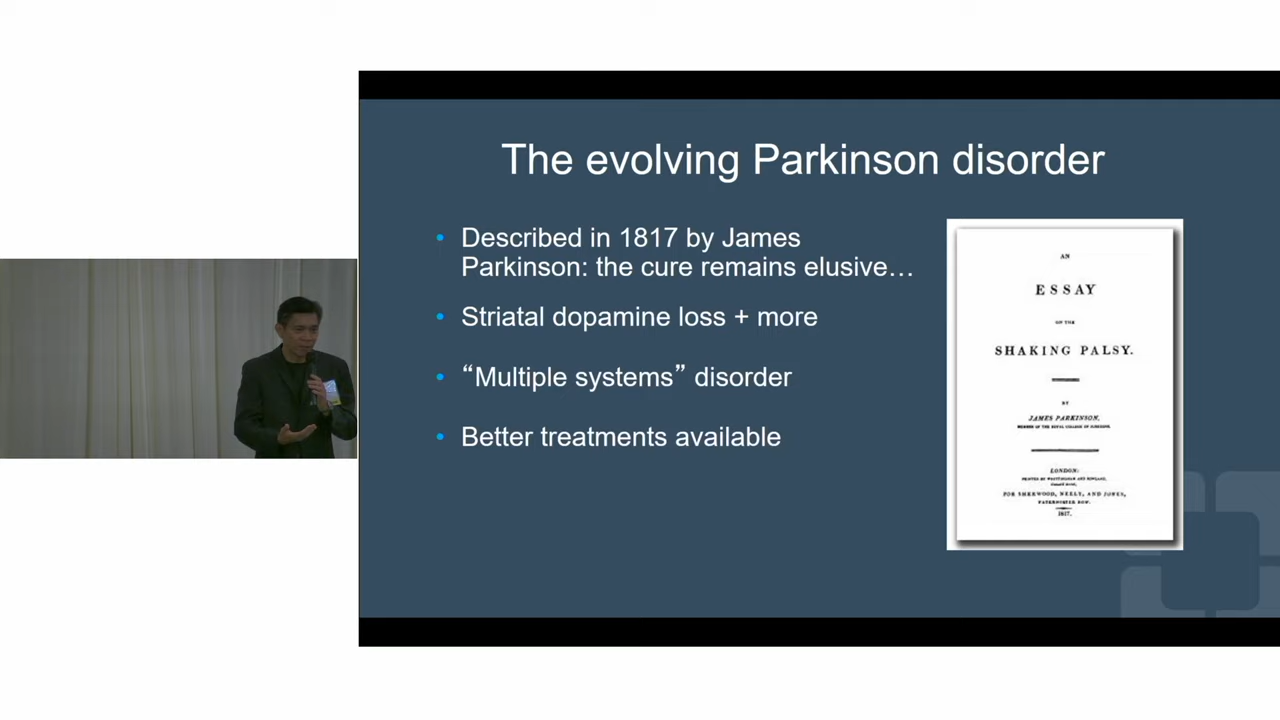 The evolving Parkinson disorder
• Described in 1817 by James
Parkinson: the cure remains elusive…
• Striatal dopamine loss + more
• “Multiple systems” disorder
• Better treatments available
AN
ESSAY
ON THE
SHAKING PALSY.
BY
JAMES PARKINSON,
MEMBER OF THE ROYAL COLLEGE OF SURGEONS.
LONDON:
PRINTED BY WHITTINGHAM AND ROWLAND,
FOR SHERWOOD, NEELY, AND JONES,
PATERNOSTER ROW.
1817.